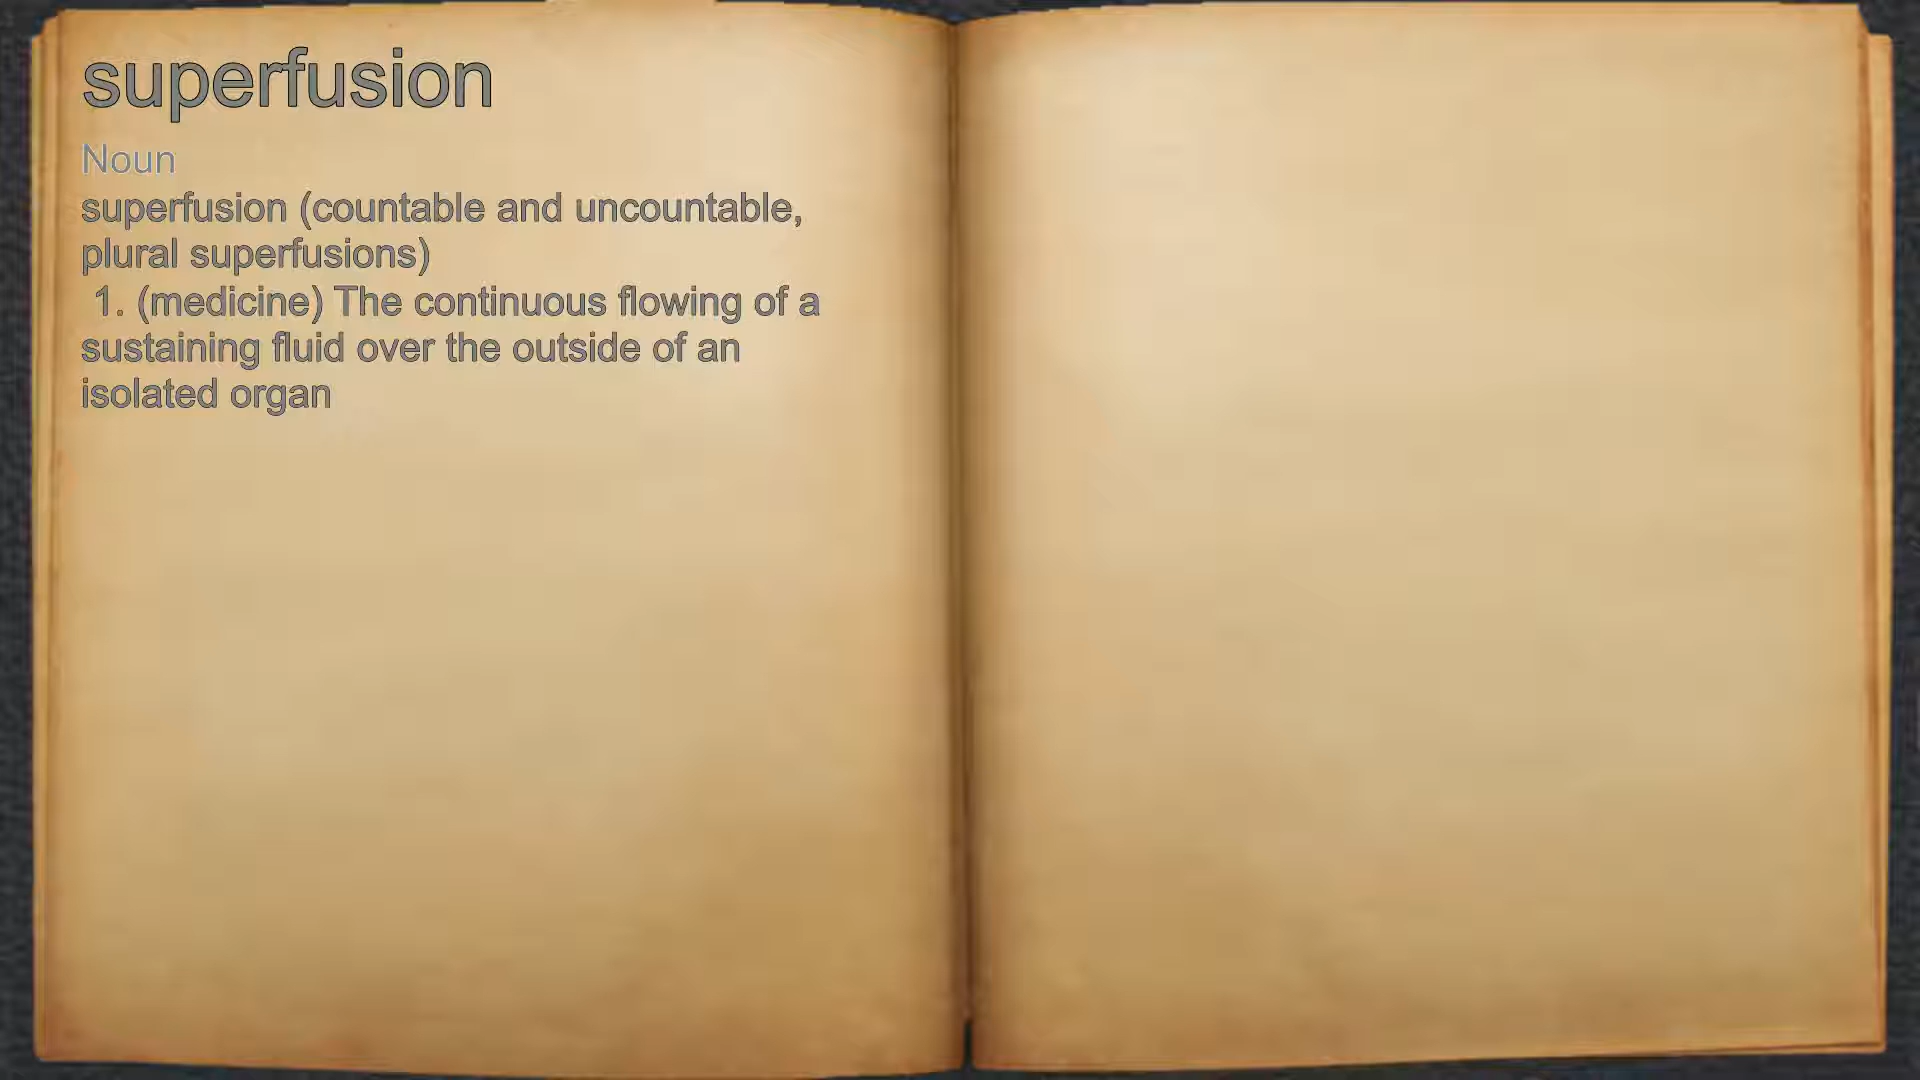 superfusion
Noun
superfusion (countable and uncountable,
plural superfusions)
1. (medicine) The continuous flowing of a
sustaining fluid over the outside of an
isolated organ